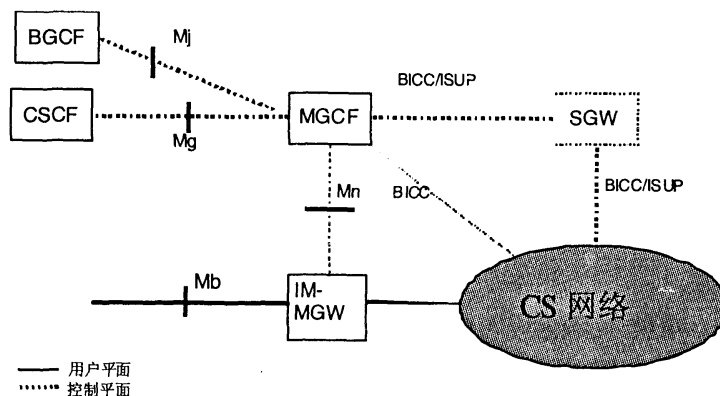 BGCF
Mj
BICC/ISUP
CSCF
Mg
MGCF
SGW
Mn
BICC
BICC/ISUP
Mb
IM-
MGW
CS 网络
用户平面
控制平面